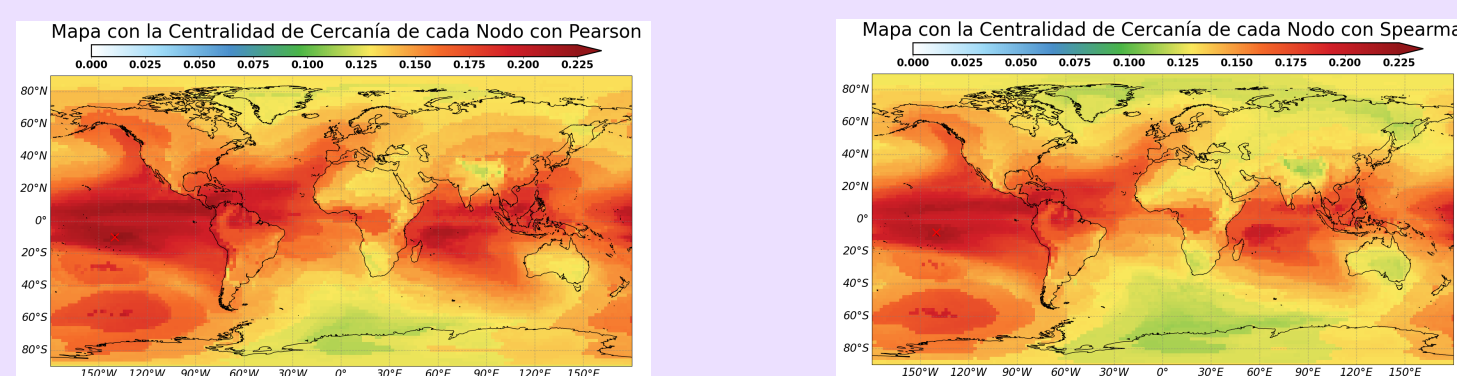 Mapa con la Centralidad de Cercanía de cada Nodo con Pearson
0.000 0.025 0.050 0.075 0.100 0.125 0.150 0.175 0.200 0.225
80°N
60°N
40°N
20°N
0°
20°S
40°S
60°S
80°S
150°W 120°W 90°W 60°W 30°W 0° 30°E 60°E 90°E 120°E 150°E
Mapa con la Centralidad de Cercanía de cada Nodo con Spearma
0.000 0.025 0.050 0.075 0.100 0.125 0.150 0.175 0.200 0.225
80°N
60°N
40°N
20°N
0°
20°S
40°S
60°S
80°S
150°W 120°W 90°W 60°W 30°W 0° 30°E 60°E 90°E 120°E 150°E